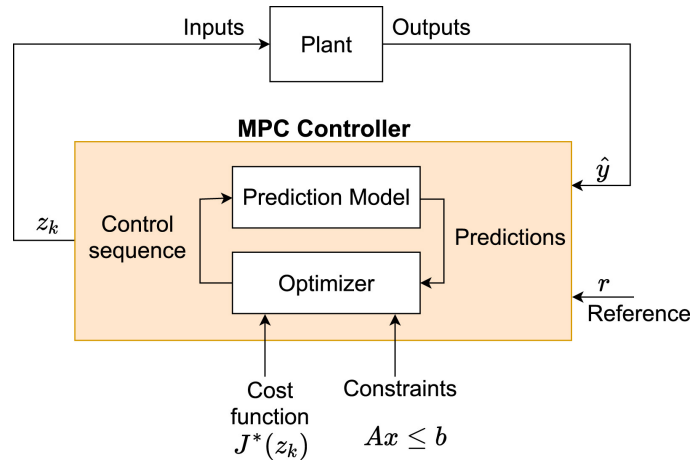 Inputs
Plant
Outputs
MPC Controller
ŷ
z_k
Control
sequence
Prediction Model
Predictions
Optimizer
r
Reference
Cost
function
J*(z_k)
Constraints
Ax ≤ b